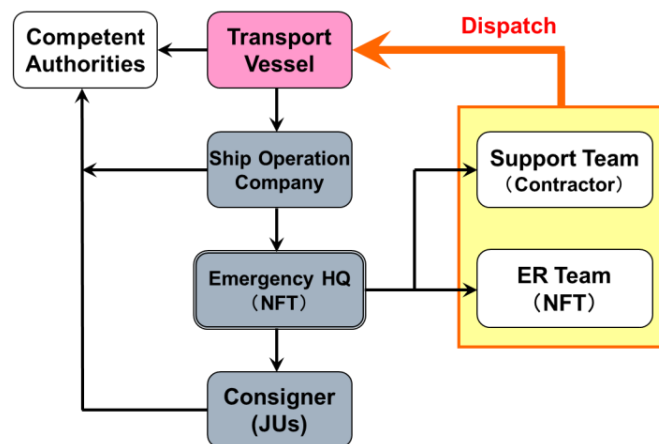 Competent
Authorities
Transport
Vessel
Dispatch
Ship Operation
Company
Support Team
（Contractor）
Emergency HQ
（NFT）
ER Team
（NFT）
Consigner
(JUs)